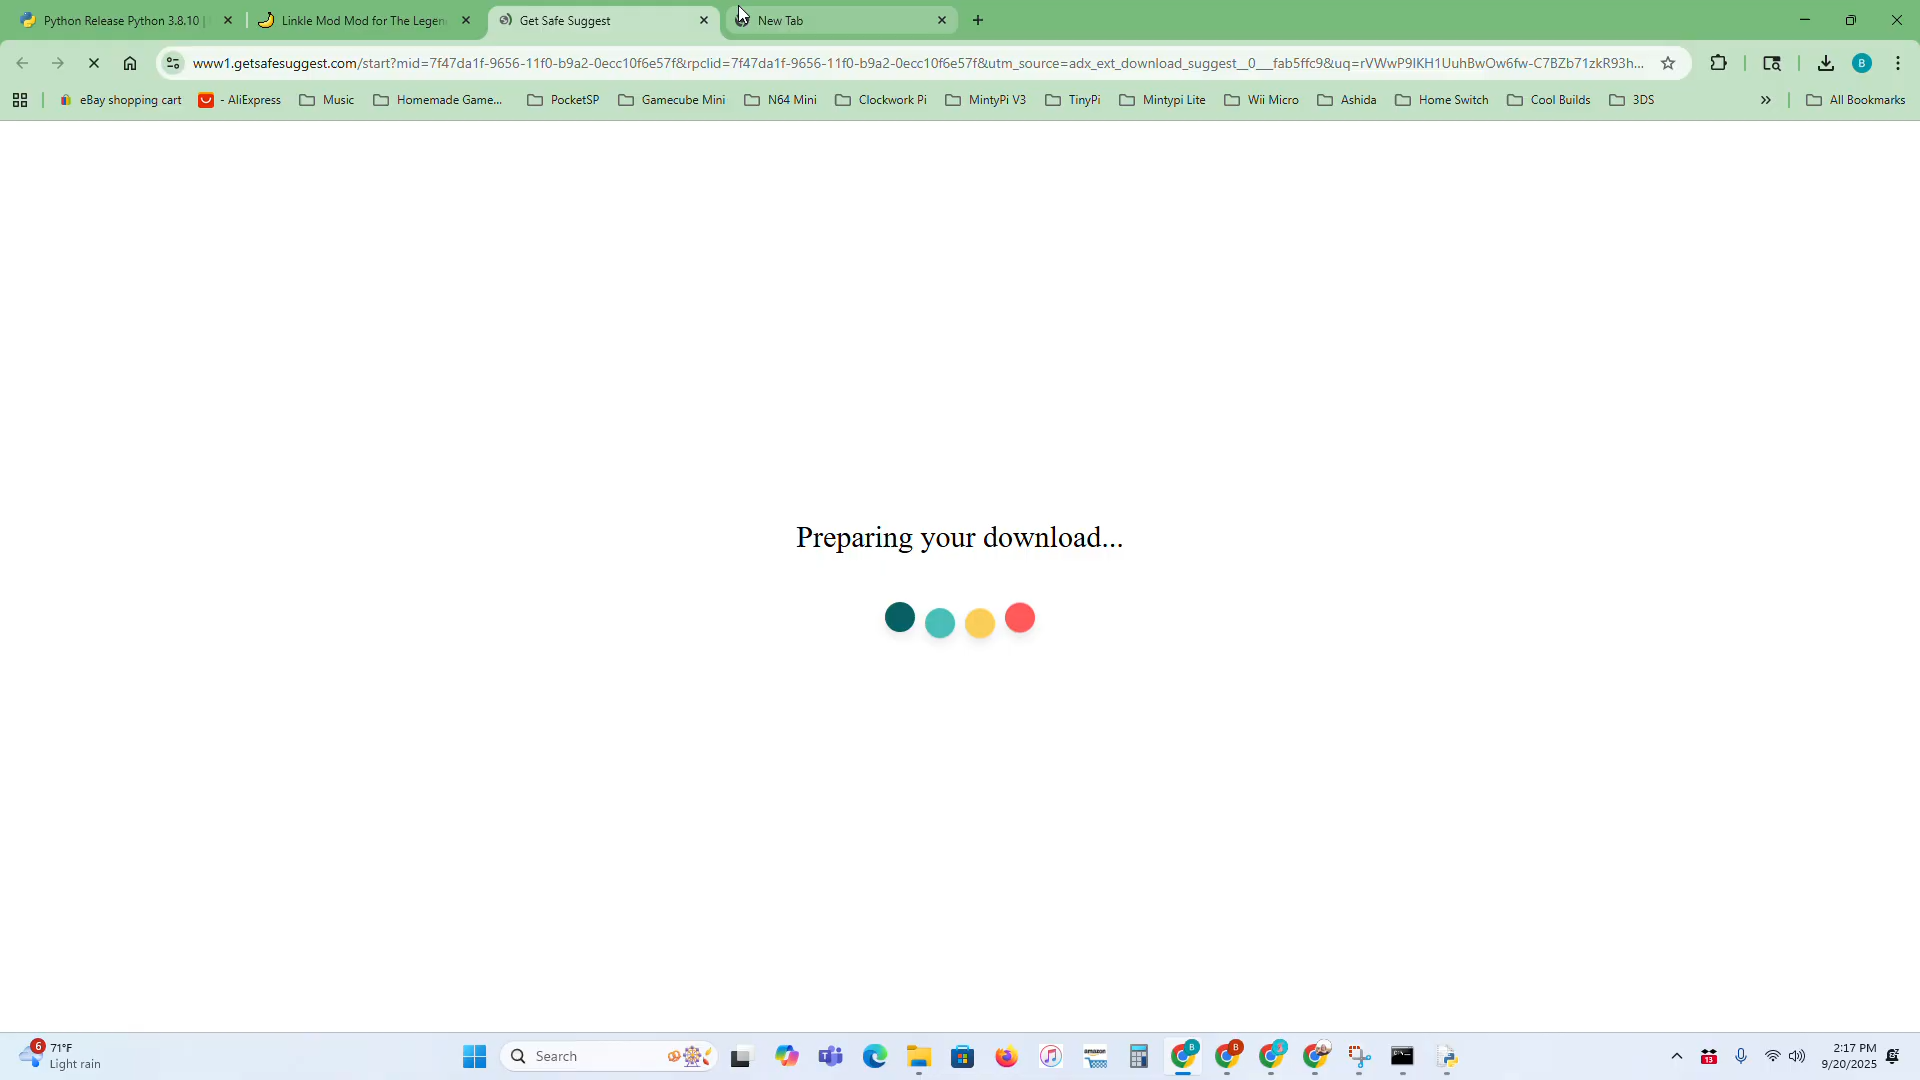 Python Release Python 3.8.10 |
Linkle Mod Mod for The Legen
Get Safe Suggest
New Tab
www1.getsafesuggest.com/start?mid=7f47da1f-9656-11f0-b9a2-0ecc10f6e57f&rpclid=7f47da1f-9656-11f0-b9a2-0ecc10f6e57f&utm_source=adx_ext_download_suggest__0___fab5ffc9&uq=rVWwP9IKH1UuhBwOw6fw-C7BZb71zkR93h...
B
eBay shopping cart
- AliExpress
Music
Homemade Game...
PocketSP
Gamecube Mini
N64 Mini
Clockwork Pi
MintyPi V3
TinyPi
Mintypi Lite
Wii Micro
Ashida
Home Switch
Cool Builds
3DS
All Bookmarks
Preparing your download...
6
71°F
Light rain
Search
amazon
B
B
13
2:17 PM
9/20/2025